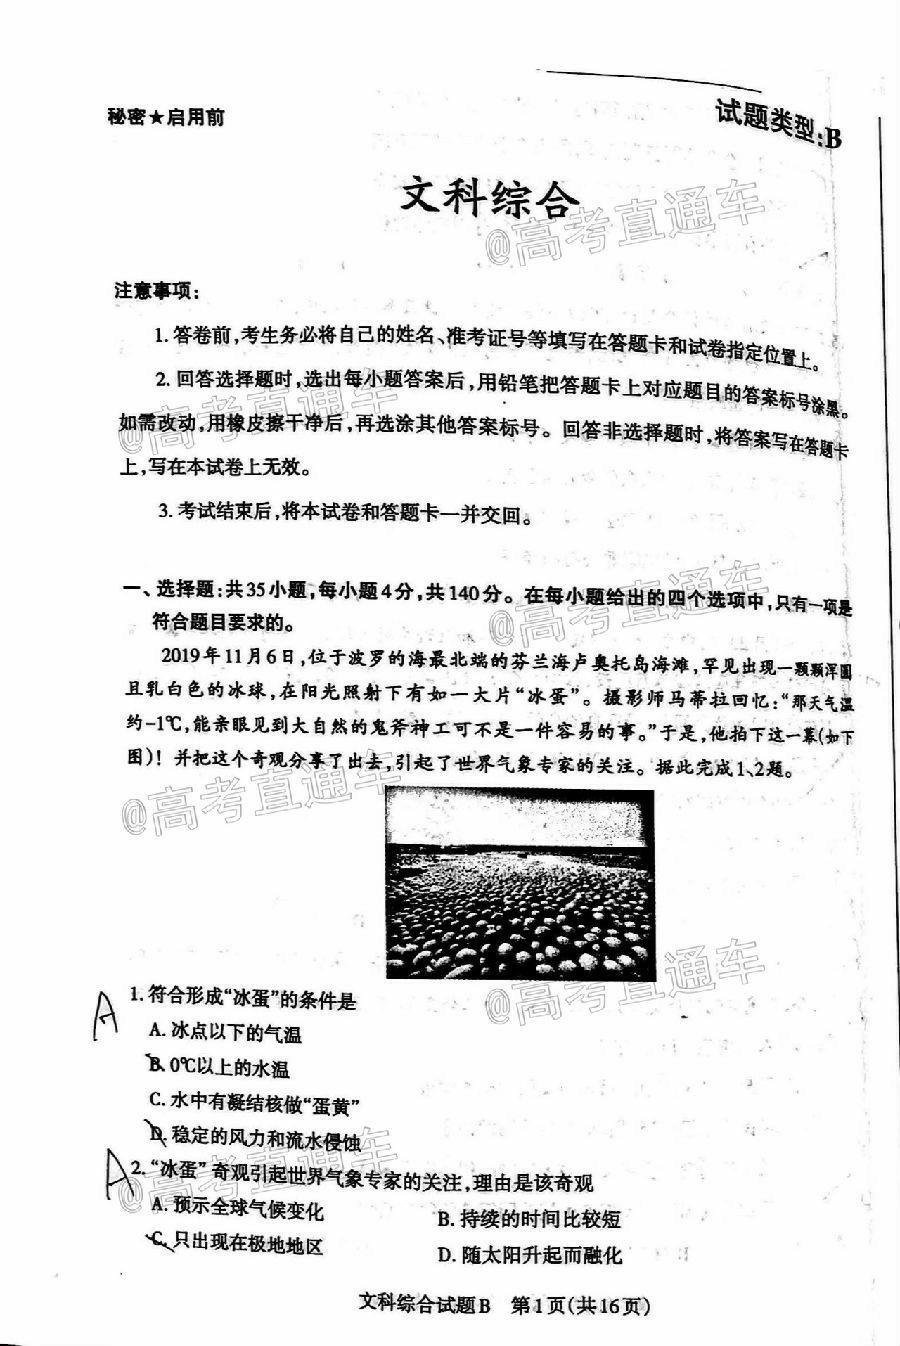 秘密★启用前
试题类型:B
文科综合
@高考直通车
注意事项:
1. 答卷前,考生务必将自己的姓名、准考证号等填写在答题卡和试卷指定位置上。
2. 回答选择题时,选出每小题答案后,用铅笔把答题卡上对应题目的答案标号涂黑。
@高考直通车
如需改动,用橡皮擦干净后,再选涂其他答案标号。回答非选择题时,将答案写在答题卡
上,写在本试卷上无效。
3. 考试结束后,将本试卷和答题卡一并交回。
一、选择题:共35小题,每小题4分,共140分。在每小题给出的四个选项中,只有一项是
@高考直通车
符合题目要求的。
2019年11月6日,位于波罗的海最北端的芬兰海卢奥托岛海滩,罕见出现一颗颗浑圆
且乳白色的冰球,在阳光照射下有如一大片“冰蛋”。摄影师马蒂拉回忆:“那天气温
约-1℃,能亲眼见到大自然的鬼斧神工可不是一件容易的事。”于是,他拍下这一幕(如下
图)!并把这个奇观分享了出去,引起了世界气象专家的关注。据此完成1、2题。
@高考直通车
@高考直通车
A
1. 符合形成“冰蛋”的条件是
A. 冰点以下的气温
B. 0℃以上的水温
C. 水中有凝结核做“蛋黄”
D. 稳定的风力和流水侵蚀
@高考直通车
A
2. “冰蛋”奇观引起世界气象专家的关注,理由是该奇观
A. 预示全球气候变化
B. 持续的时间比较短
C. 只出现在极地地区
D. 随太阳升起而融化
文科综合试题B 第1页(共16页)